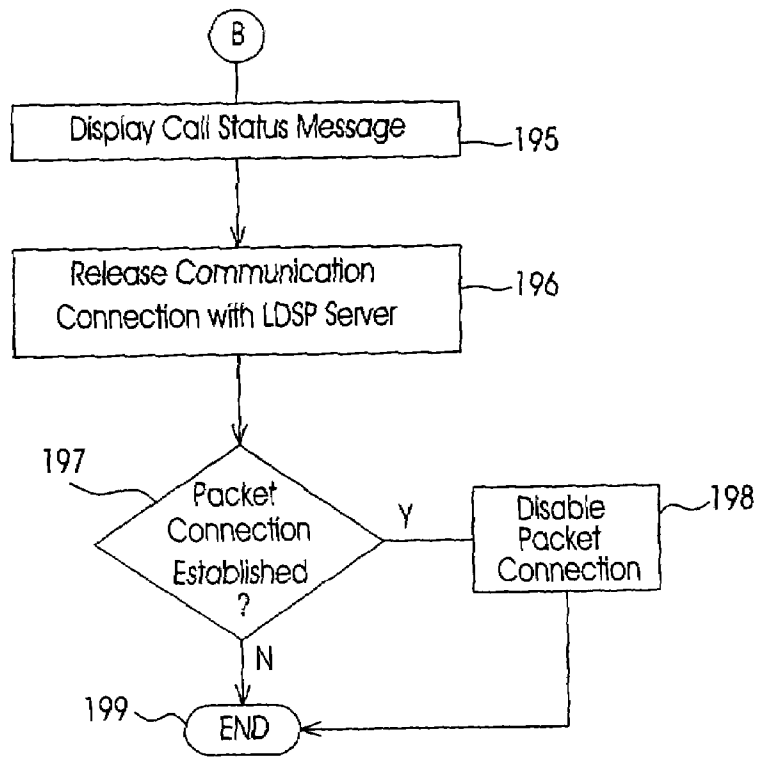 B
Display Call Status Message
195
Release Communication
Connection with LDSP Server
196
197
Packet
Connection
Established
?
Y
Disable
Packet
Connection
198
N
199
END